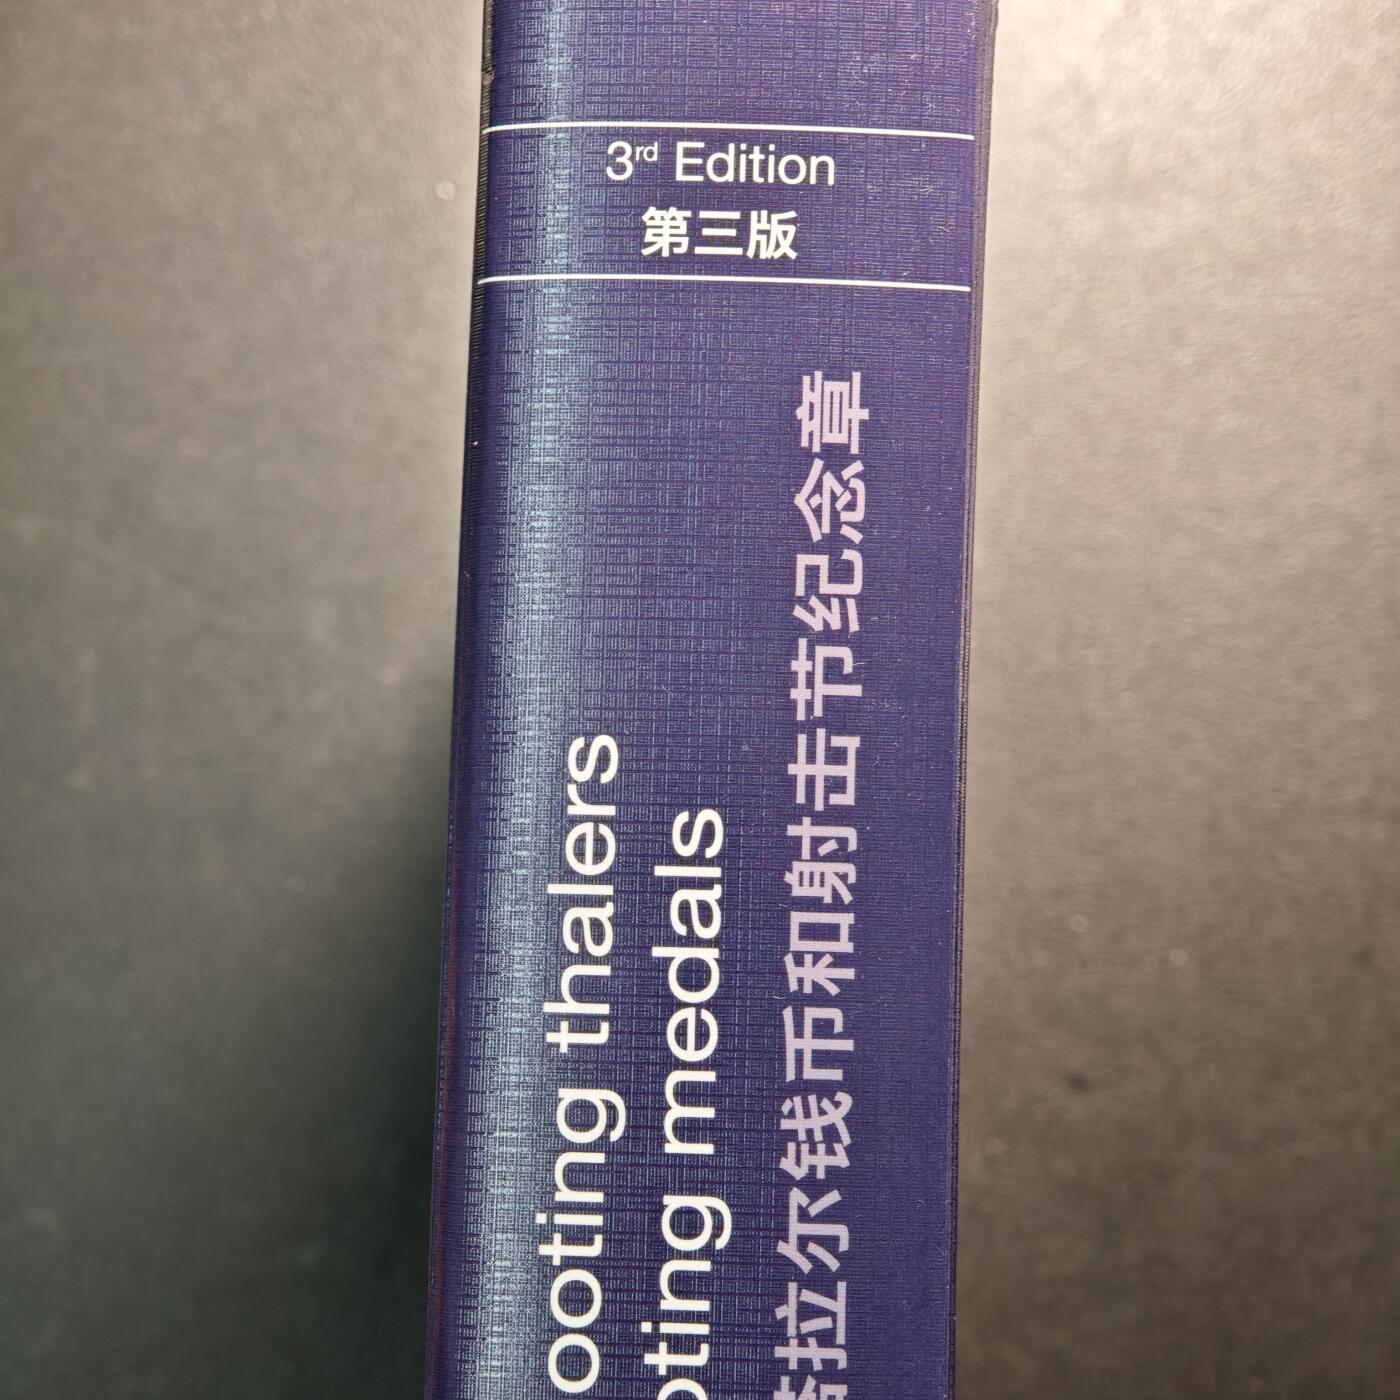 3rd Edition
第三版
ooting thalers
oting medals
拉尔钱币和射击节纪念章